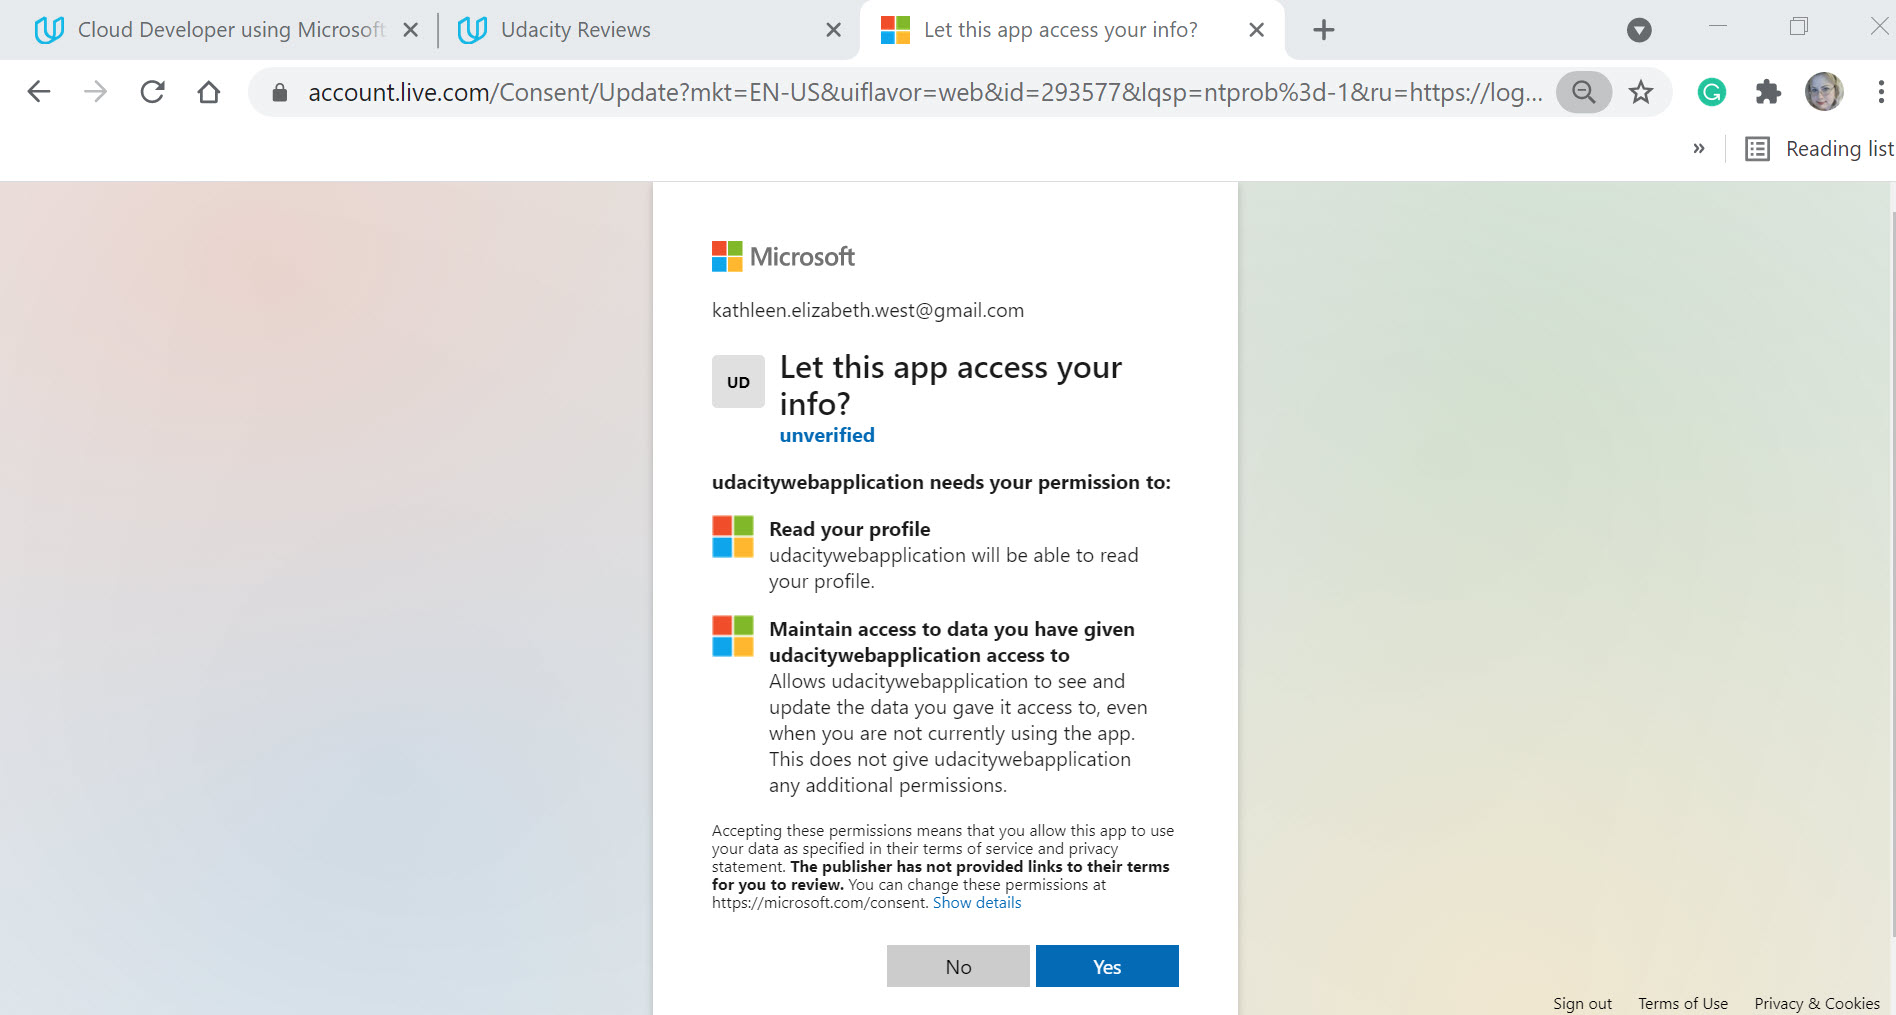 Cloud Developer using Microsoft
Udacity Reviews
Let this app access your info?
account.live.com/Consent/Update?mkt=EN-US&uiflavor=web&id=293577&lqsp=ntprob%3d-1&ru=https://log...
»
Reading list
Microsoft
kathleen.elizabeth.west@gmail.com
UD
Let this app access your
info?
unverified
udacitywebapplication needs your permission to:
Read your profile
udacitywebapplication will be able to read
your profile.
Maintain access to data you have given
udacitywebapplication access to
Allows udacitywebapplication to see and
update the data you gave it access to, even
when you are not currently using the app.
This does not give udacitywebapplication
any additional permissions.
Accepting these permissions means that you allow this app to use
your data as specified in their terms of service and privacy
statement. The publisher has not provided links to their terms
for you to review. You can change these permissions at
https://microsoft.com/consent. Show details
No
Yes
Sign out
Terms of Use
Privacy & Cookies